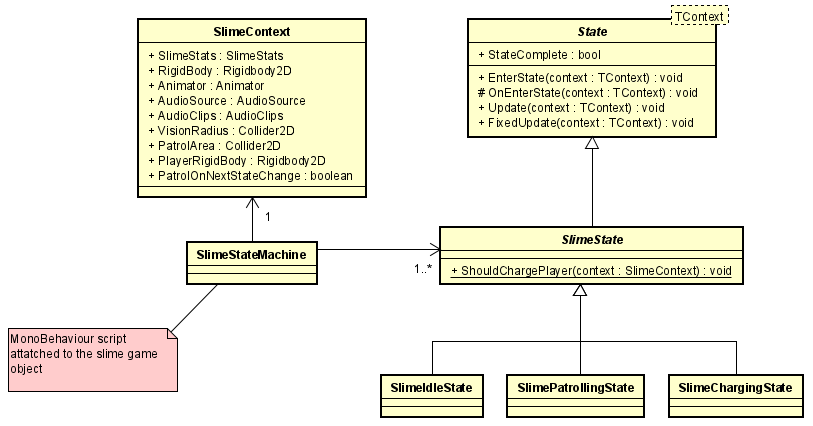 SlimeContext
+ SlimeStats : SlimeStats
+ RigidBody : Rigidbody2D
+ Animator : Animator
+ AudioSource : AudioSource
+ AudioClips : AudioClips
+ VisionRadius : Collider2D
+ PatrolArea : Collider2D
+ PlayerRigidBody : Rigidbody2D
+ PatrolOnNextStateChange : boolean
TContext
State
+ StateComplete : bool
+ EnterState(context : TContext) : void
# OnEnterState(context : TContext) : void
+ Update(context : TContext) : void
+ FixedUpdate(context : TContext) : void
1
SlimeStateMachine
1..*
SlimeState
+ ShouldChargePlayer(context : SlimeContext) : void
MonoBehaviour script
attatched to the slime game
object
SlimeIdleState
SlimePatrollingState
SlimeChargingState